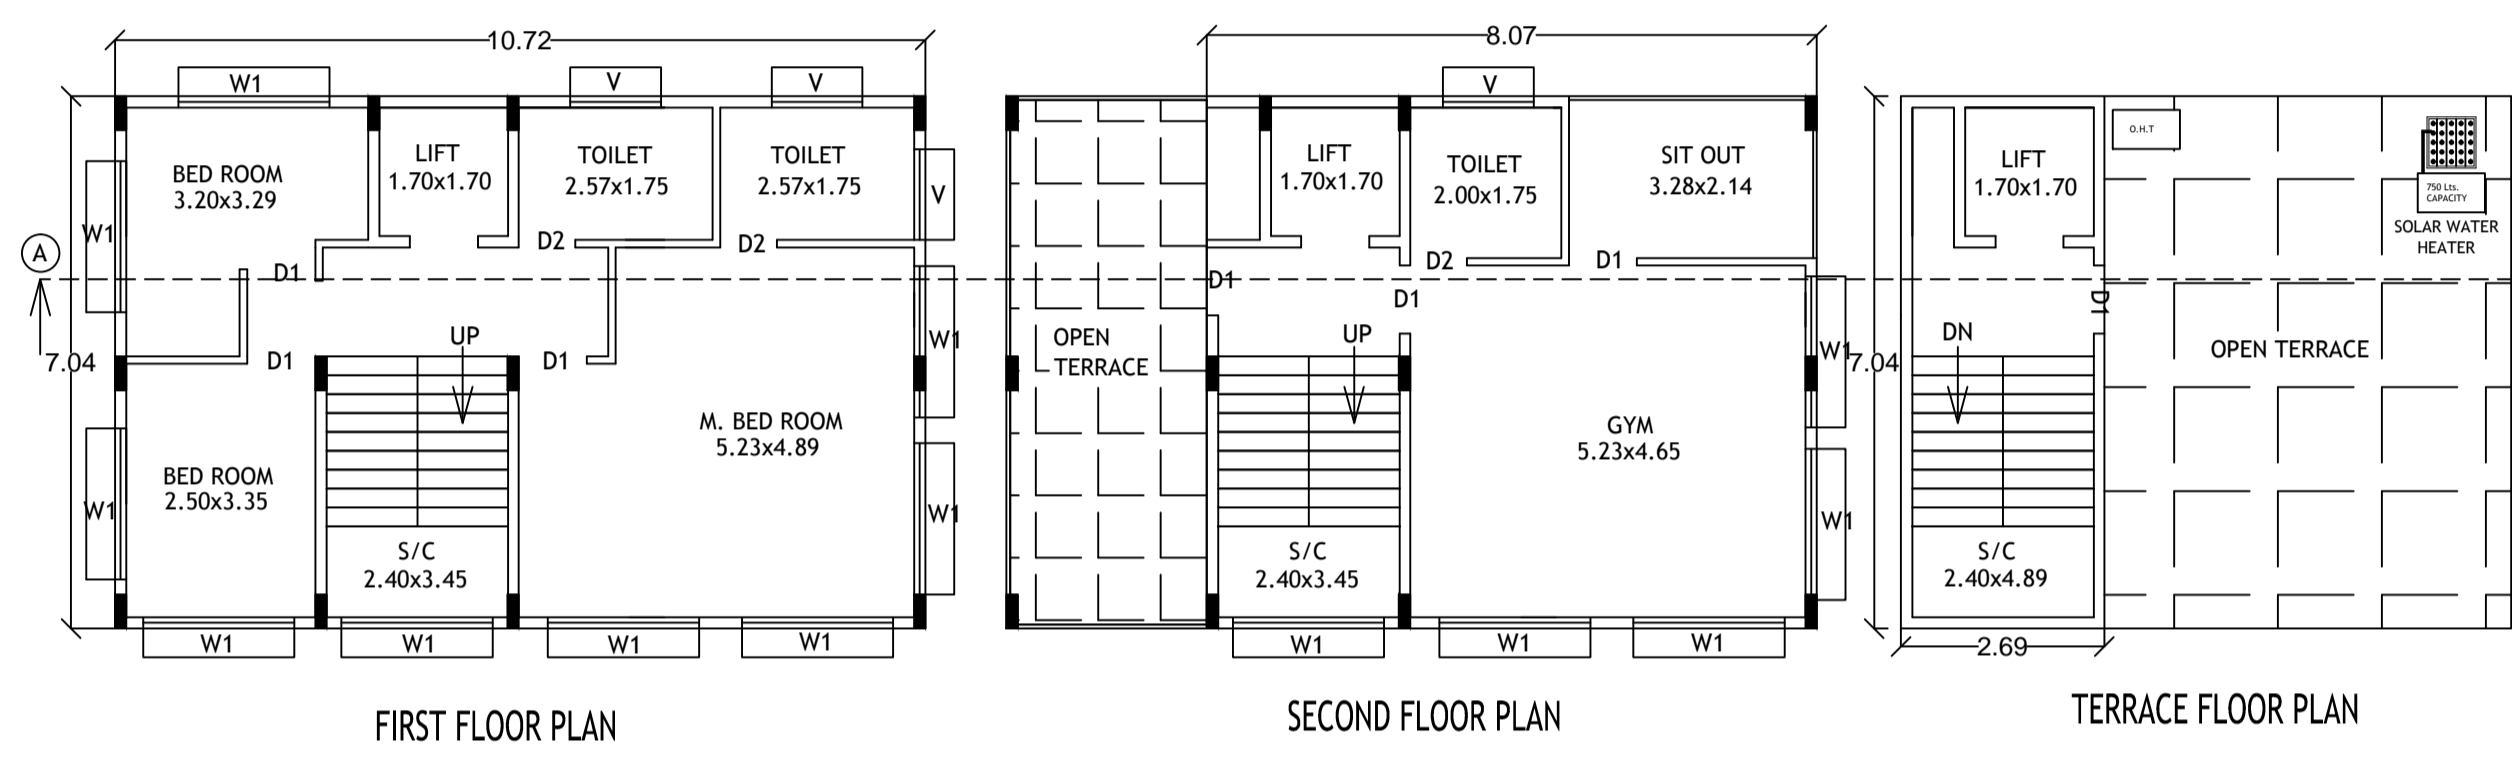 10.72
W1
V
V
BED ROOM
3.20x3.29
LIFT
1.70x1.70
TOILET
2.57x1.75
TOILET
2.57x1.75
V
W1
A
D1
D2
D2
7.04
D1
UP
D1
W1
M. BED ROOM
5.23x4.89
BED ROOM
2.50x3.35
W1
S/C
2.40x3.45
W1
W1
W1
W1
W1
FIRST FLOOR PLAN
8.07
V
LIFT
1.70x1.70
TOILET
2.00x1.75
SIT OUT
3.28x2.14
D1
D2
D1
D1
OPEN
TERRACE
UP
W1
GYM
5.23x4.65
W1
S/C
2.40x3.45
W1
W1
W1
SECOND FLOOR PLAN
7.04
O.H.T
LIFT
1.70x1.70
750 Lts.
CAPACITY
SOLAR WATER
HEATER
D1
DN
OPEN TERRACE
S/C
2.40x4.89
2.69
TERRACE FLOOR PLAN